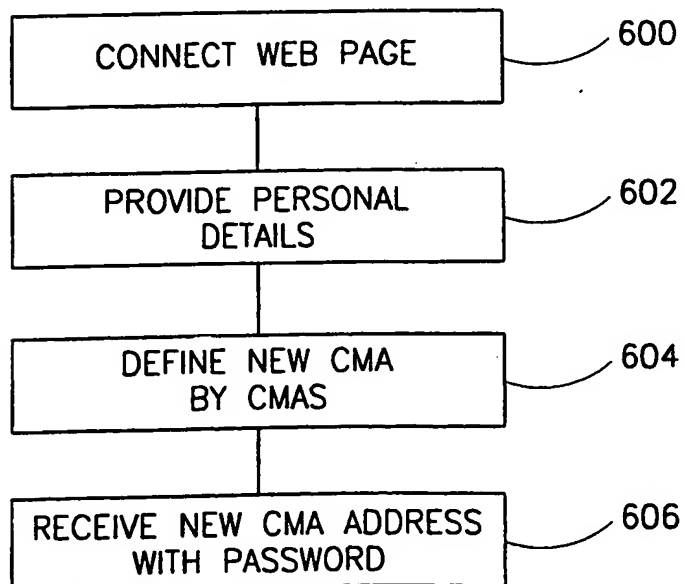 CONNECT WEB PAGE
600
PROVIDE PERSONAL
DETAILS
602
DEFINE NEW CMA
BY CMAS
604
RECEIVE NEW CMA ADDRESS
WITH PASSWORD
606